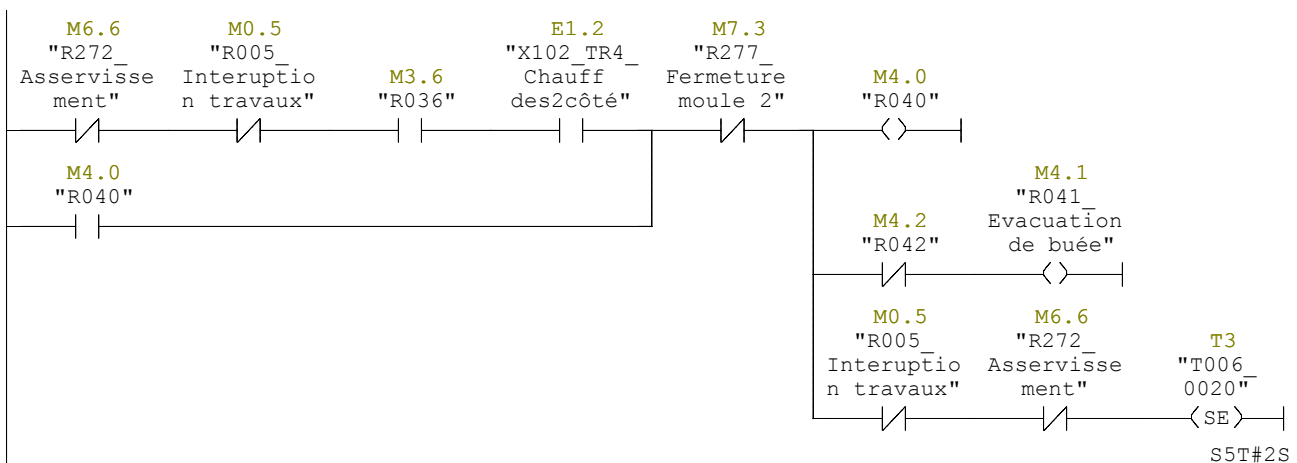 M6.6 M0.5 E1.2 M7.3
"R272_ "R005_ "X102_TR4_ "R277_
Asservisse Interuptio M3.6 Chauff Fermeture M4.0
ment" n travaux" "R036" des2côté" moule 2" "R040"
M4.0 M4.1
"R040" "R041_
M4.2 Evacuation
"R042" de buée"
M0.5 M6.6
"R005_ "R272_ T3
Interuptio Asservisse "T006_
n travaux" ment" 0020"
SE
S5T#2S